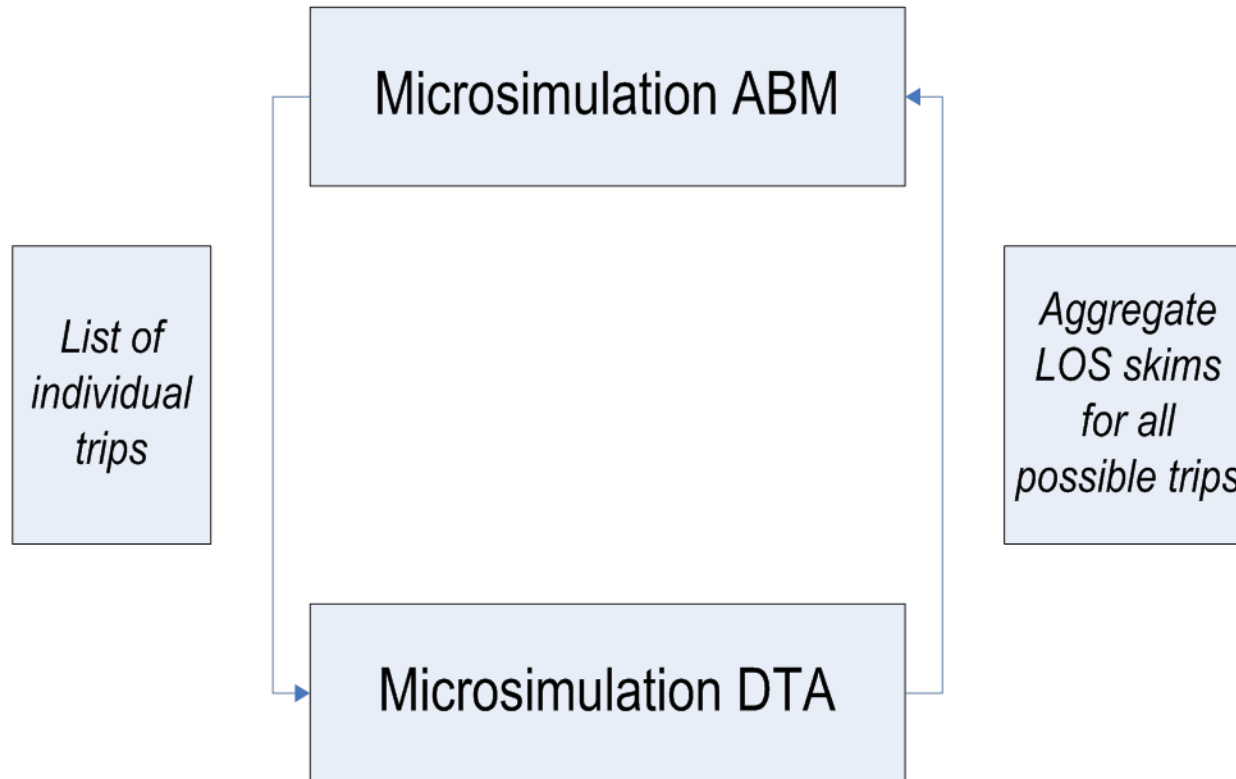 Microsimulation ABM
List of
individual
trips
Aggregate
LOS skims
for all
possible trips
Microsimulation DTA